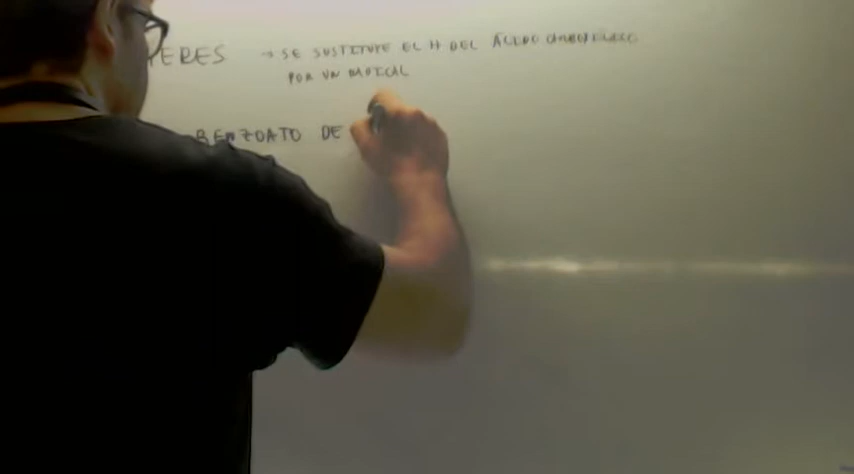 TERES → SE SUSTITUYE EL H DEL ÁCIDO CARBOXÍLICO
POR UN RADICAL
BENZOATO DE